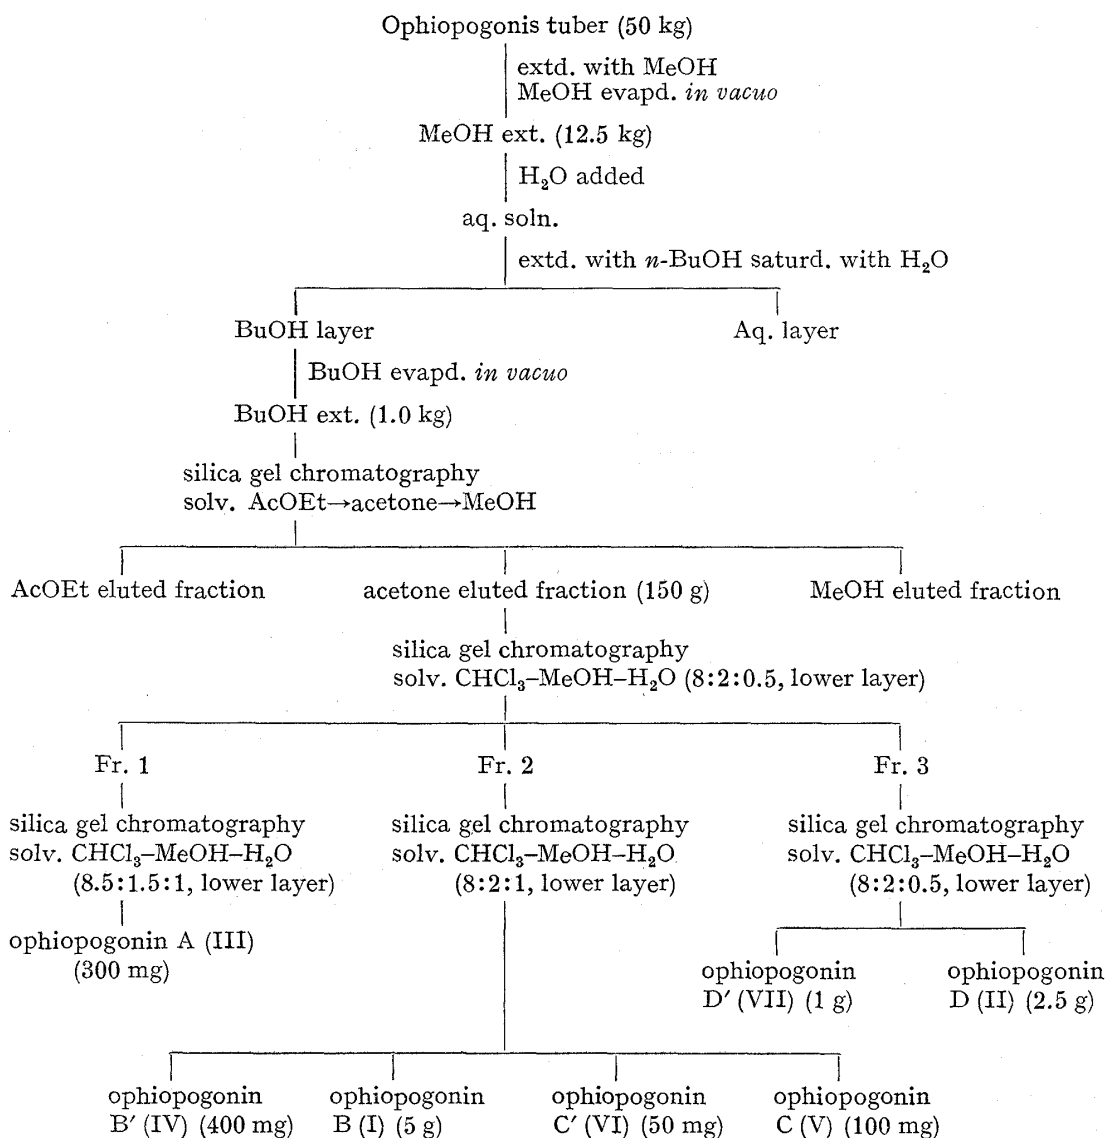 Ophiopogonis tuber (50 kg)
extd. with MeOH
MeOH evapd. in vacuo
MeOH ext. (12.5 kg)
H₂O added
aq. soln.
extd. with n-BuOH saturd. with H₂O
BuOH layer
Aq. layer
BuOH evapd. in vacuo
BuOH ext. (1.0 kg)
silica gel chromatography
solv. AcOEt→acetone→MeOH
AcOEt eluted fraction
acetone eluted fraction (150 g)
MeOH eluted fraction
silica gel chromatography
solv. CHCl₃–MeOH–H₂O (8:2:0.5, lower layer)
Fr. 1
Fr. 2
Fr. 3
silica gel chromatography
solv. CHCl₃–MeOH–H₂O
(8.5:1.5:1, lower layer)
silica gel chromatography
solv. CHCl₃–MeOH–H₂O
(8:2:1, lower layer)
silica gel chromatography
solv. CHCl₃–MeOH–H₂O
(8:2:0.5, lower layer)
ophiopogonin A (III)
(300 mg)
ophiopogonin
D′ (VII) (1 g)
ophiopogonin
D (II) (2.5 g)
ophiopogonin
B′ (IV) (400 mg)
ophiopogonin
B (I) (5 g)
ophiopogonin
C′ (VI) (50 mg)
ophiopogonin
C (V) (100 mg)